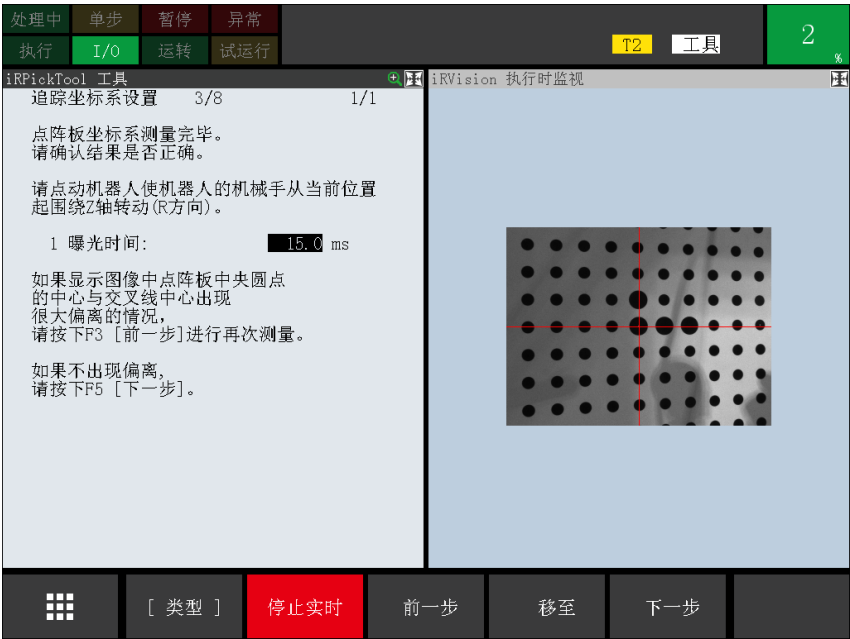 处理中 单步 暂停 异常
执行 I/O 运转 试运行
T2 工具
2 %
iRPickTool 工具
追踪坐标系设置 3/8 1/1
点阵板坐标系测量完毕。
请确认结果是否正确。
请点动机器人使机器人的机械手从当前位置
起围绕Z轴转动(R方向)。
1 曝光时间: 15.0 ms
如果显示图像中点阵板中央圆点
的中心与交叉线中心出现
很大偏离的情况,
请按下F3 [前一步]进行再次测量。
如果不出现偏离,
请按下F5 [下一步]。
iRVision 执行时监视
[ 类型 ] 停止实时 前一步 移至 下一步